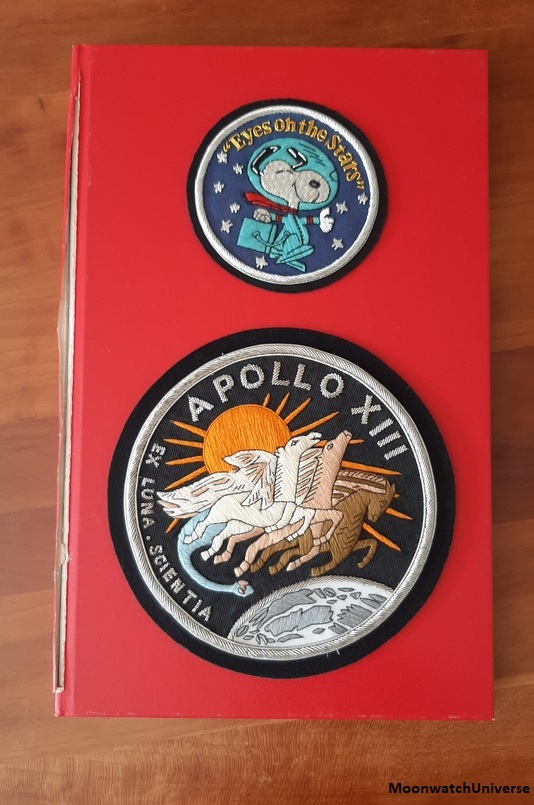 "Eyes on the Stars"
APOLLO XIII
EX LUNA · SCIENTIA
MoonwatchUniverse